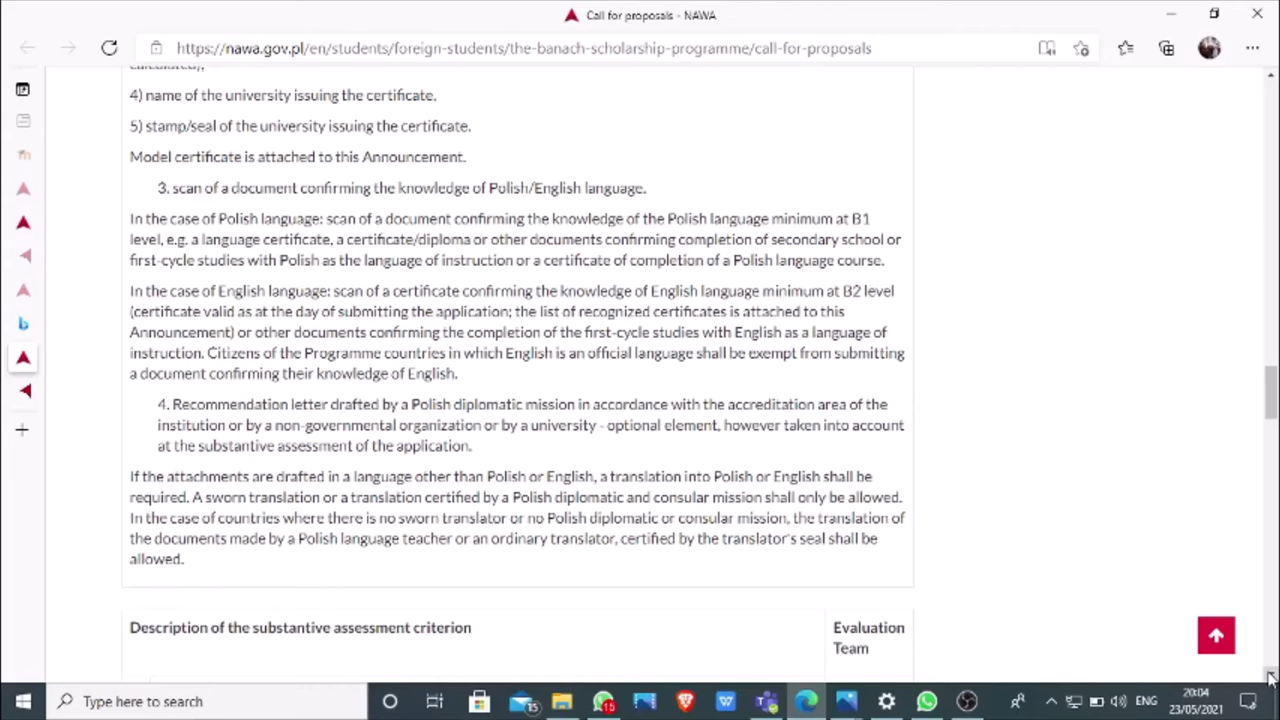 Call for proposals - NAWA
https://nawa.gov.pl/en/students/foreign-students/the-banach-scholarship-programme/call-for-proposals
calculated),
4) name of the university issuing the certificate.
5) stamp/seal of the university issuing the certificate.
Model certificate is attached to this Announcement.
3. scan of a document confirming the knowledge of Polish/English language.
In the case of Polish language: scan of a document confirming the knowledge of the Polish language minimum at B1
level, e.g. a language certificate, a certificate/diploma or other documents confirming completion of secondary school or
first-cycle studies with Polish as the language of instruction or a certificate of completion of a Polish language course.
In the case of English language: scan of a certificate confirming the knowledge of English language minimum at B2 level
(certificate valid as at the day of submitting the application; the list of recognized certificates is attached to this
Announcement) or other documents confirming the completion of the first-cycle studies with English as a language of
instruction. Citizens of the Programme countries in which English is an official language shall be exempt from submitting
a document confirming their knowledge of English.
4. Recommendation letter drafted by a Polish diplomatic mission in accordance with the accreditation area of the
institution or by a non-governmental organization or by a university - optional element, however taken into account
at the substantive assessment of the application.
If the attachments are drafted in a language other than Polish or English, a translation into Polish or English shall be
required. A sworn translation or a translation certified by a Polish diplomatic and consular mission shall only be allowed.
In the case of countries where there is no sworn translator or no Polish diplomatic or consular mission, the translation of
the documents made by a Polish language teacher or an ordinary translator, certified by the translator's seal shall be
allowed.
Description of the substantive assessment criterion
Evaluation
Team
Type here to search
15
15
ENG
20:04
23/05/2021